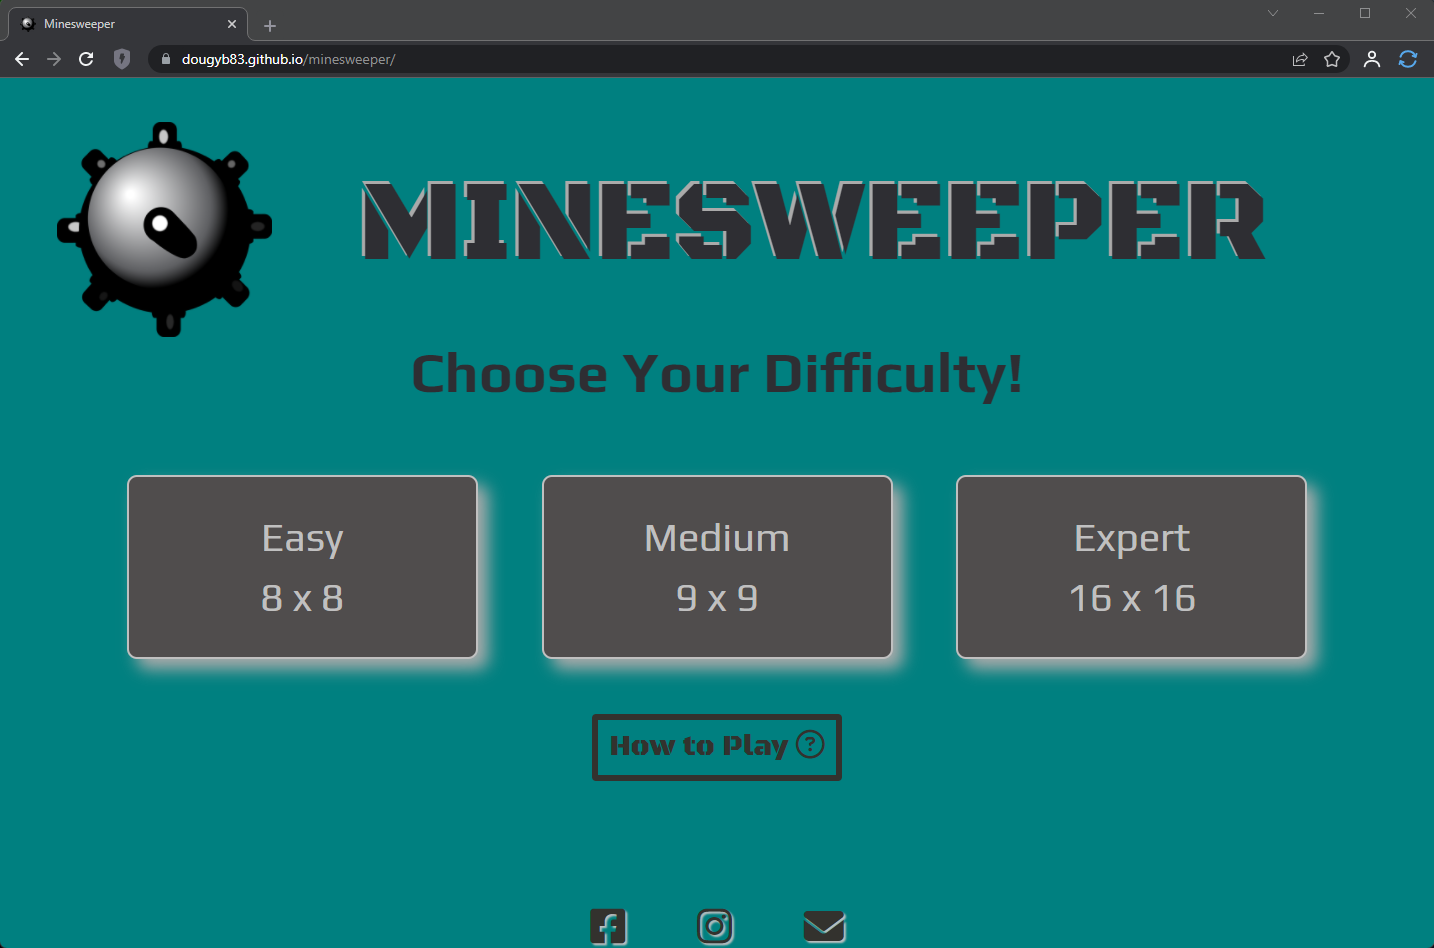 Minesweeper
dougyb83.github.io/minesweeper/
MINESWEEPER
Choose Your Difficulty!
Easy
8 x 8
Medium
9 x 9
Expert
16 x 16
How to Play ?